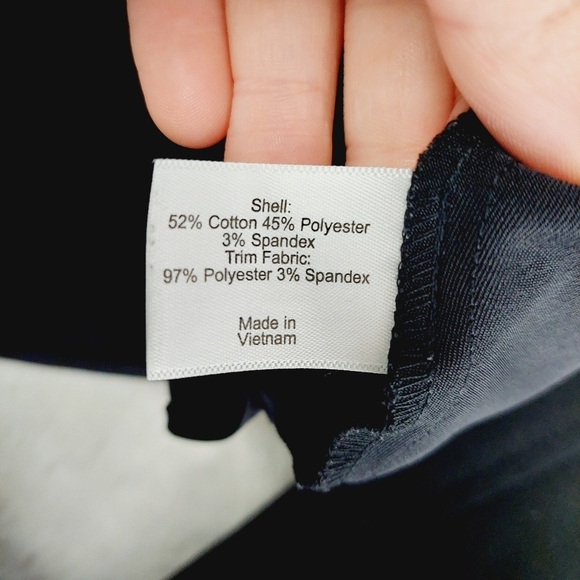 Shell:
52% Cotton 45% Polyester
3% Spandex
Trim Fabric:
97% Polyester 3% Spandex
Made in
Vietnam